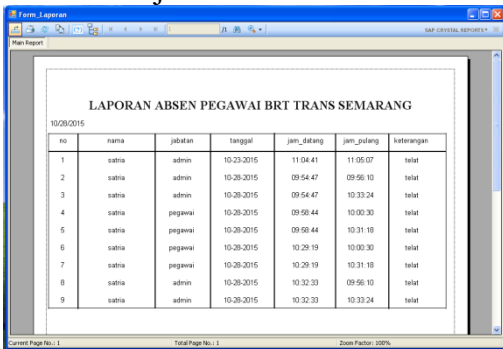 Form_Laporan
1
SAP CRYSTAL REPORTS
Main Report
LAPORAN ABSEN PEGAWAI BRT TRANS SEMARANG
10/28/2015
no nama jabatan tanggal jam_datang jam_pulang keterangan
1 satria admin 10-23-2015 11:04:41 11:05:07 telat
2 satria admin 10-28-2015 09:54:47 09:56:10 telat
3 satria admin 10-28-2015 09:54:47 10:33:24 telat
4 satria pegawai 10-28-2015 09:58:44 10:00:30 telat
5 satria pegawai 10-28-2015 09:58:44 10:31:18 telat
6 satria pegawai 10-28-2015 10:29:19 10:00:30 telat
7 satria pegawai 10-28-2015 10:29:19 10:31:18 telat
8 satria admin 10-28-2015 10:32:33 09:56:10 telat
9 satria admin 10-28-2015 10:32:33 10:33:24 telat
Current Page No.: 1 Total Page No.: 1 Zoom Factor: 100%